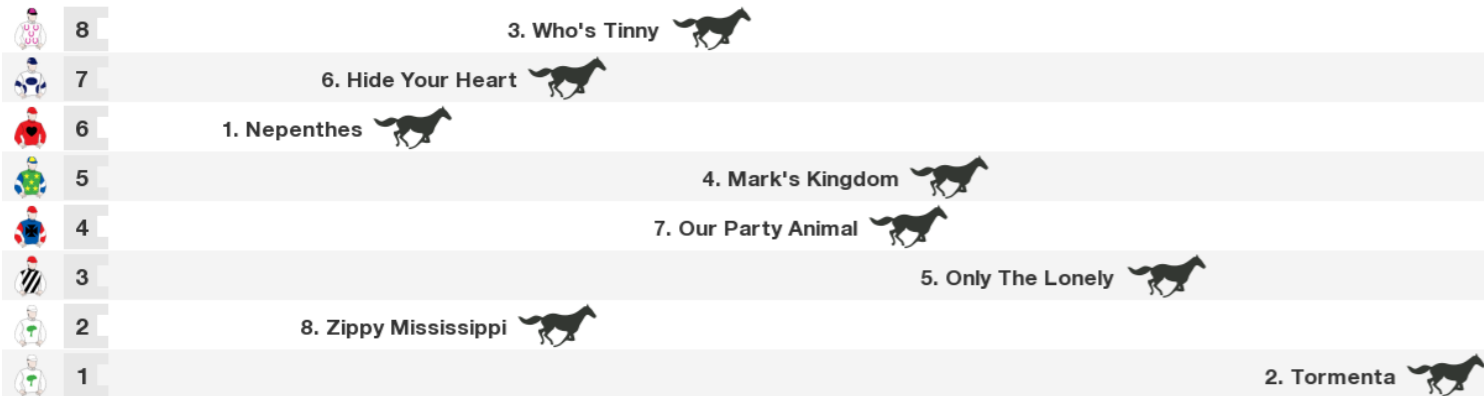 8 3. Who's Tinny
7 6. Hide Your Heart
6 1. Nepenthes
5 4. Mark's Kingdom
4 7. Our Party Animal
3 5. Only The Lonely
2 8. Zippy Mississippi
1 2. Tormenta